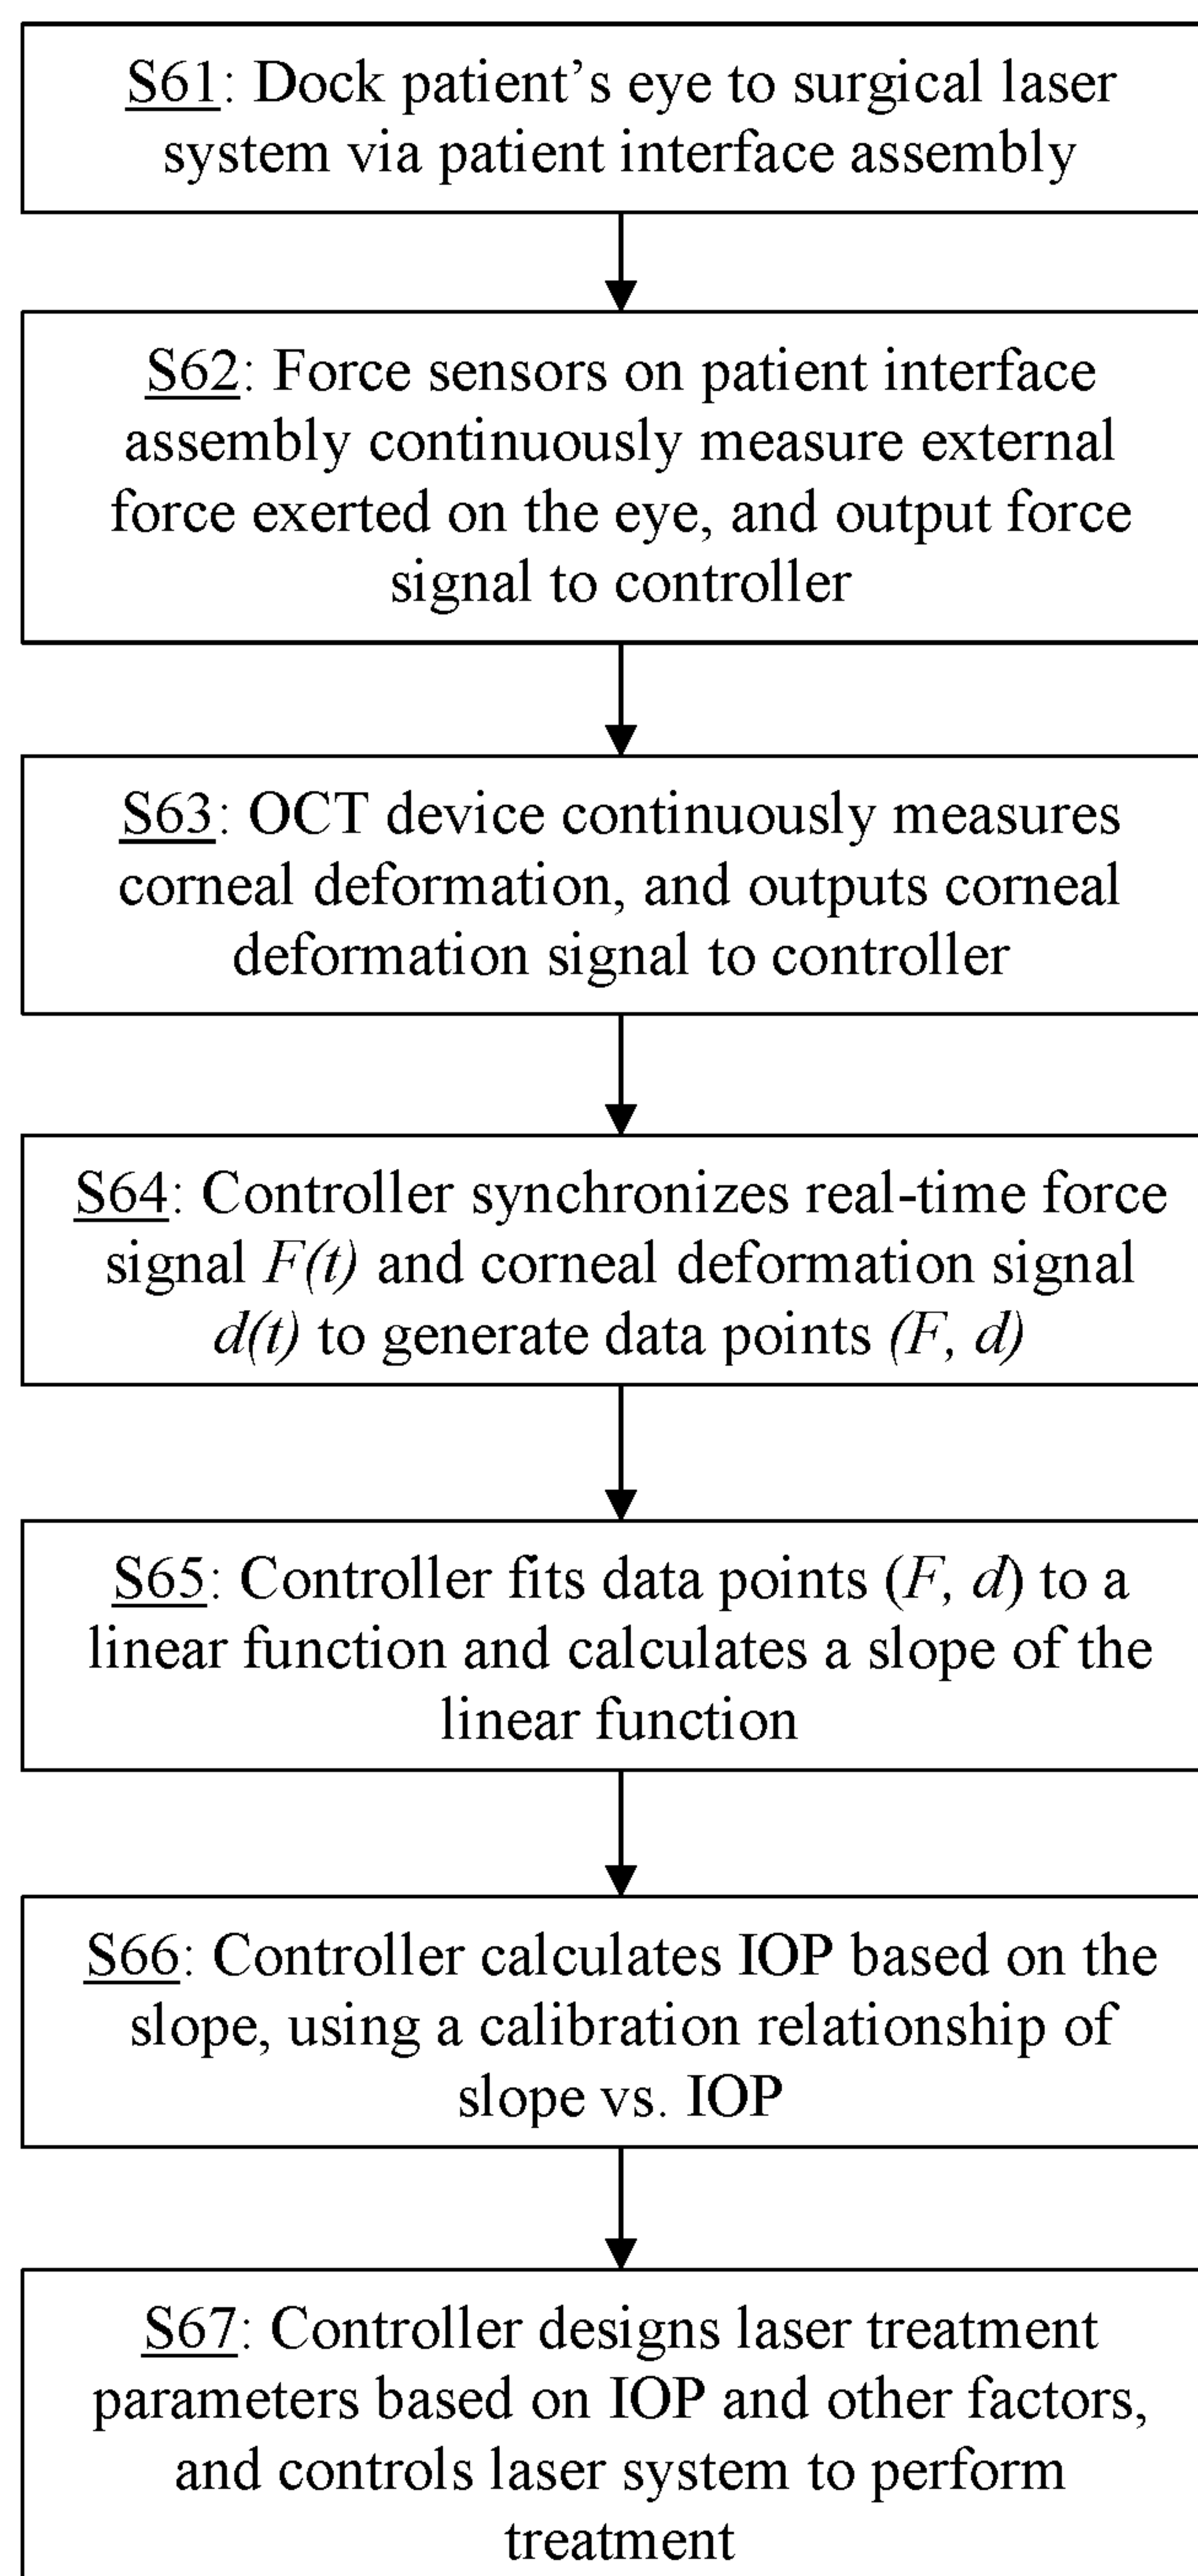 S61: Dock patient’s eye to surgical laser
system via patient interface assembly
S62: Force sensors on patient interface
assembly continuously measure external
force exerted on the eye, and output force
signal to controller
S63: OCT device continuously measures
corneal deformation, and outputs corneal
deformation signal to controller
S64: Controller synchronizes real-time force
signal F(t) and corneal deformation signal
d(t) to generate data points (F, d)
S65: Controller fits data points (F, d) to a
linear function and calculates a slope of the
linear function
S66: Controller calculates IOP based on the
slope, using a calibration relationship of
slope vs. IOP
S67: Controller designs laser treatment
parameters based on IOP and other factors,
and controls laser system to perform
treatment